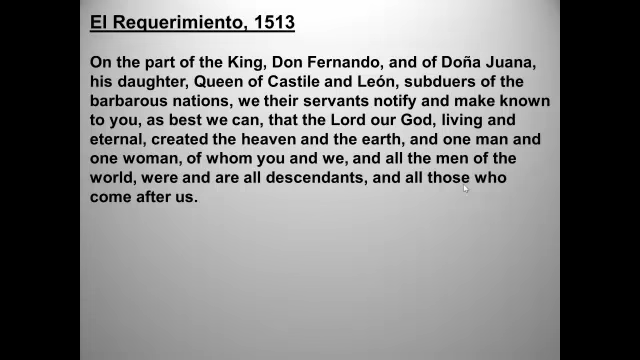 El Requerimiento, 1513
On the part of the King, Don Fernando, and of Doña Juana,
his daughter, Queen of Castile and León, subduers of the
barbarous nations, we their servants notify and make known
to you, as best we can, that the Lord our God, living and
eternal, created the heaven and the earth, and one man and
one woman, of whom you and we, and all the men of the
world, were and are all descendants, and all those who
come after us.